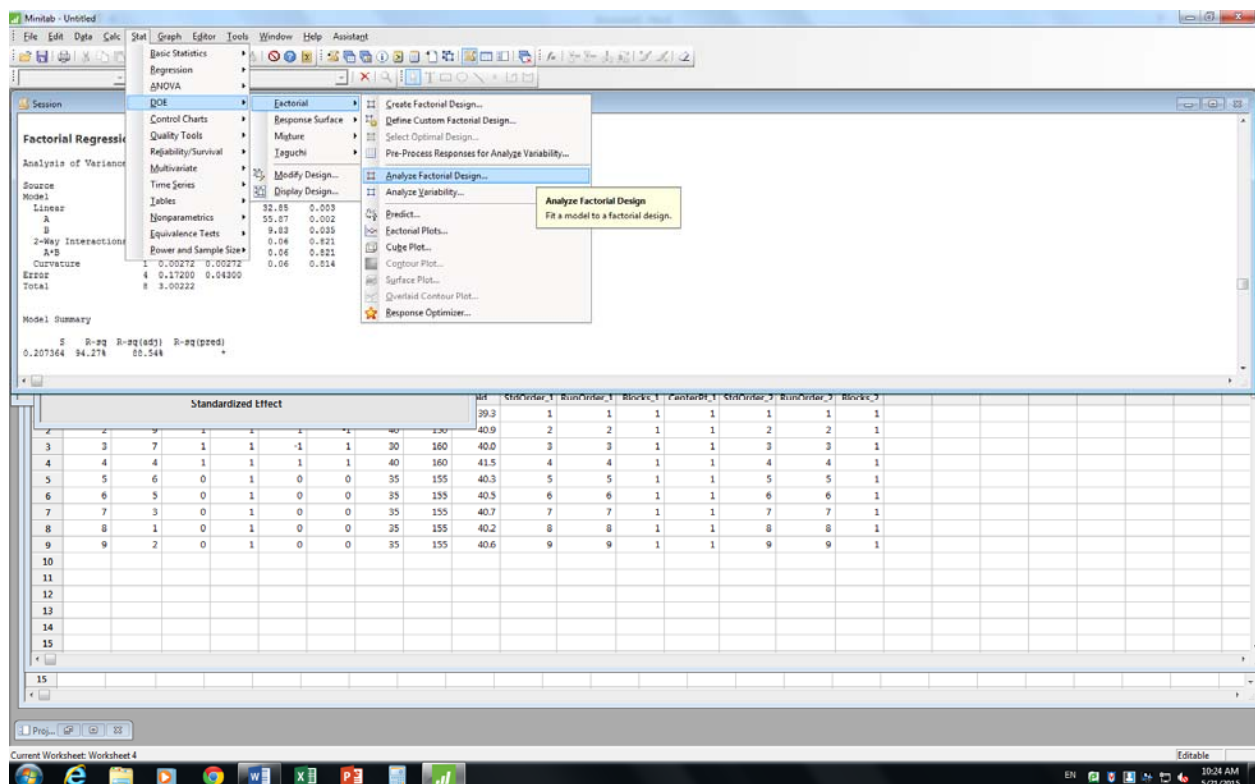 Minitab - Untitled
File Edit Data Calc Stat Graph Editor Tools Window Help Assistant
Basic Statistics
Regression
ANOVA
DOE
Control Charts
Quality Tools
Reliability/Survival
Multivariate
Time Series
Tables
Nonparametrics
Equivalence Tests
Power and Sample Size
Factorial
Response Surface
Mixture
Taguchi
Modify Design...
Display Design...
Create Factorial Design...
Define Custom Factorial Design...
Select Optimal Design...
Pre-Process Responses for Analyze Variability...
Analyze Factorial Design...
Analyze Variability...
Predict...
Factorial Plots...
Cube Plot...
Contour Plot...
Surface Plot...
Overlaid Contour Plot...
Response Optimizer...
Analyze Factorial Design
Fit a model to a factorial design.
Session
Factorial Regressi
Analysis of Variance
Source
Model
Linear 32.85 0.003
A 55.87 0.002
B 9.83 0.035
2-Way Interaction 0.06 0.821
A*B 0.06 0.821
Curvature 1 0.00272 0.00272 0.06 0.814
Error 4 0.17200 0.04300
Total 8 3.00222
Model Summary
S R-sq R-sq(adj) R-sq(pred)
0.207364 94.27% 88.54% *
Standardized Effect
StdOrder_1 RunOrder_1 Blocks_1 CenterPt_1 StdOrder_2 RunOrder_2 Blocks_2
39.3 1 1 1 1 1 1 1
2 2 9 1 1 1 -1 40 150 40.9 2 2 1 1 2 2 1
3 3 7 1 1 -1 1 30 160 40.0 3 3 1 1 3 3 1
4 4 4 1 1 1 1 40 160 41.5 4 4 1 1 4 4 1
5 5 6 0 1 0 0 35 155 40.3 5 5 1 1 5 5 1
6 6 5 0 1 0 0 35 155 40.5 6 6 1 1 6 6 1
7 7 3 0 1 0 0 35 155 40.7 7 7 1 1 7 7 1
8 8 1 0 1 0 0 35 155 40.2 8 8 1 1 8 8 1
9 9 2 0 1 0 0 35 155 40.6 9 9 1 1 9 9 1
10
11
12
13
14
15
15
Proj...
Current Worksheet: Worksheet 4
Editable
EN
10:24 AM
5/21/2015